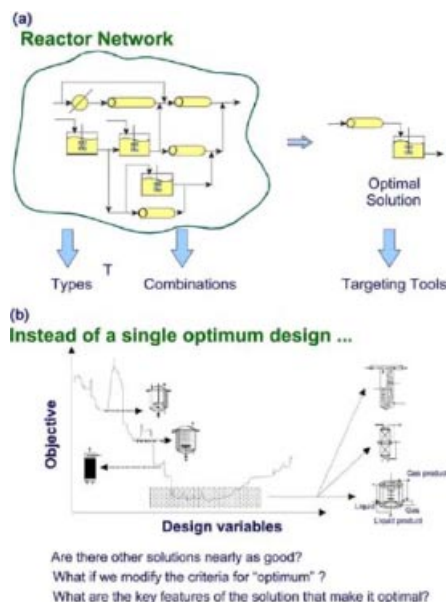 (a)
Reactor Network
Optimal
Solution
Types T Combinations Targeting Tools
(b)
Instead of a single optimum design ...
Objective
Gas product
Liquid
Gas
Liquid product
Design variables
Are there other solutions nearly as good?
What if we modify the criteria for "optimum" ?
What are the key features of the solution that make it optimal?